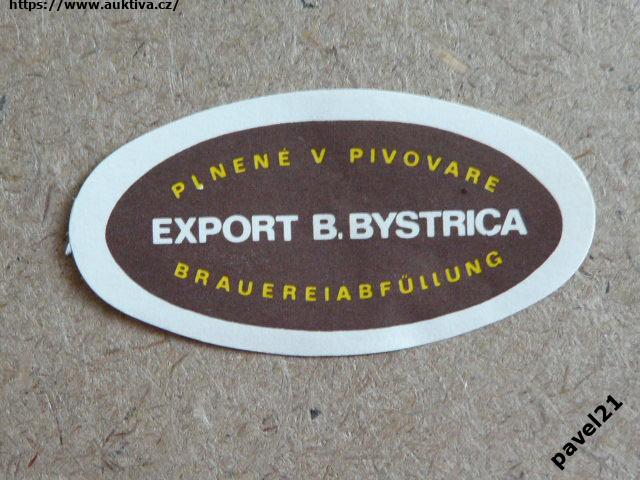 https://www.auktiva.cz/
PLNENÉ V PIVOVARE
EXPORT B. BYSTRICA
BRAUEREIABFÜLLUNG
pavel21